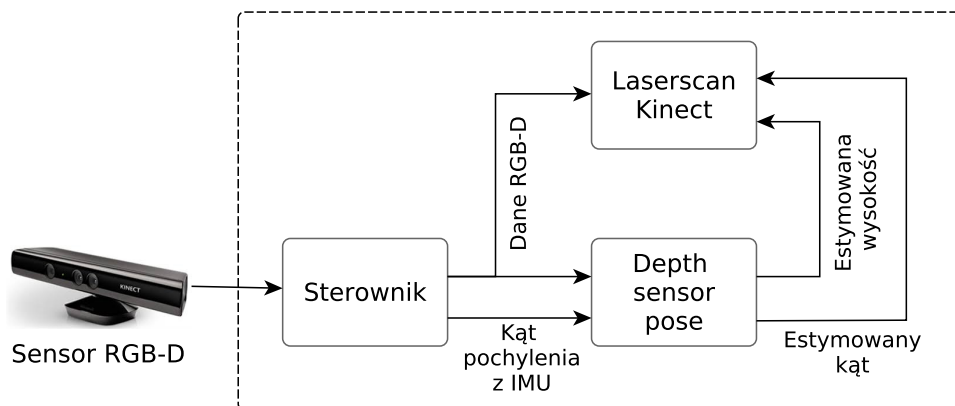 Laserscan
Kinect
Dane RGB-D
Estymowana
wysokość
KINECT
Sensor RGB-D
Sterownik
Depth
sensor
pose
Kąt
pochylenia
z IMU
Estymowany
kąt